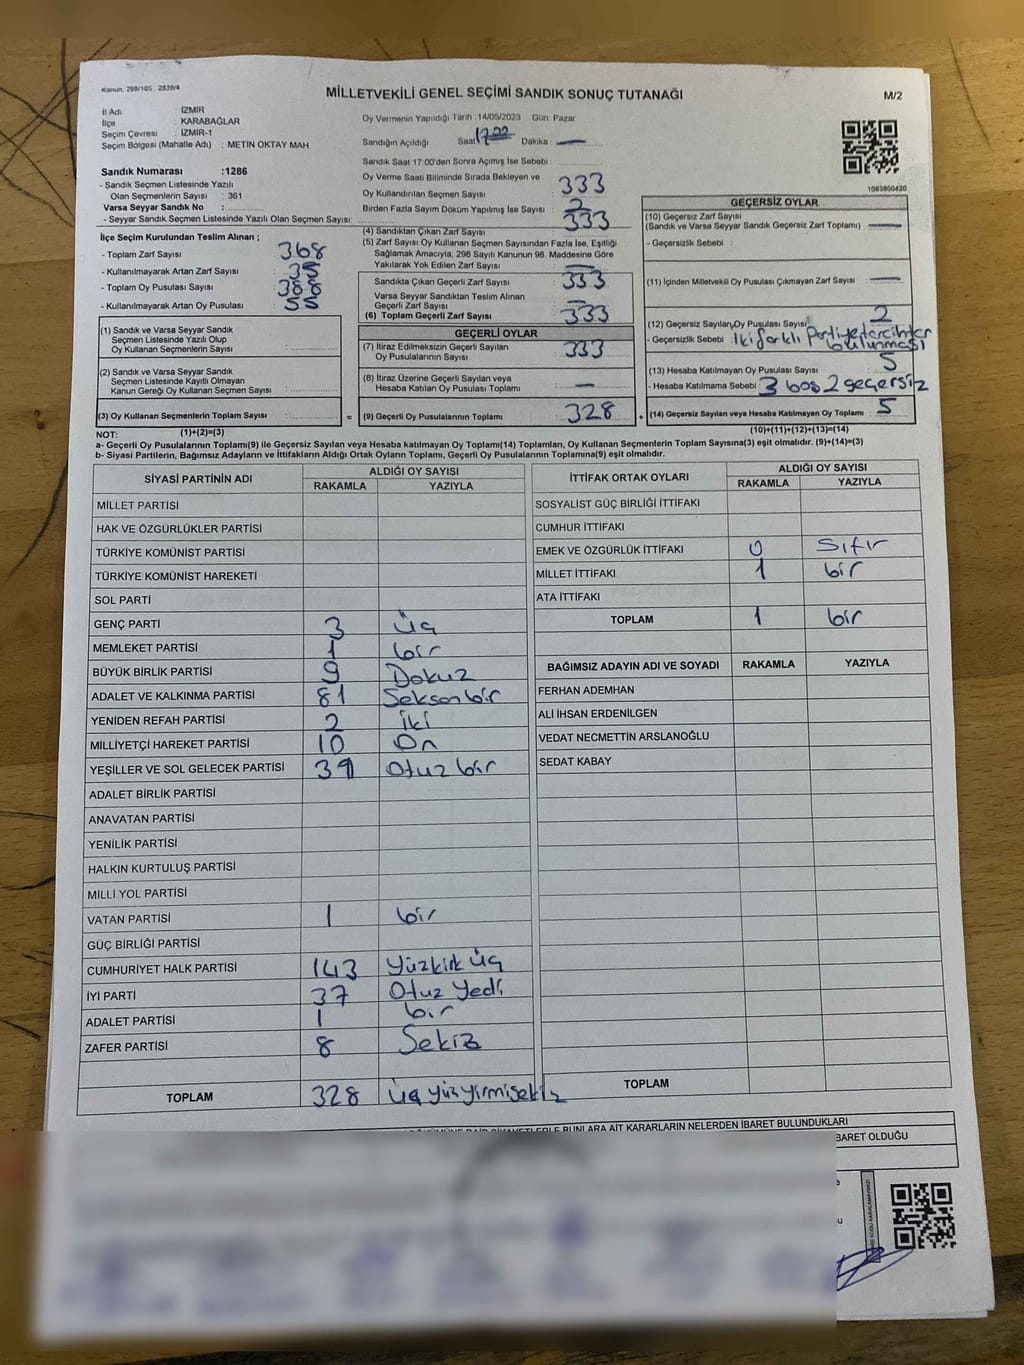 Kanun: 298/105 , 2839/4
MİLLETVEKİLİ GENEL SEÇİMİ SANDIK SONUÇ TUTANAĞI
M/2
İl Adı : İZMİR
İlçe : KARABAĞLAR
Seçim Çevresi : İZMİR-1
Seçim Bölgesi (Mahalle Adı) : METİN OKTAY MAH.
Sandık Numarası :1286
- Sandık Seçmen Listesinde Yazılı
Olan Seçmenlerin Sayısı : 361
Varsa Seyyar Sandık No :
- Seyyar Sandık Seçmen Listesinde Yazılı Olan Seçmen Sayısı:
İlçe Seçim Kurulundan Teslim Alınan ;
- Toplam Zarf Sayısı 368
- Kullanılmayarak Artan Zarf Sayısı 35
- Toplam Oy Pusulası Sayısı 388
- Kullanılmayarak Artan Oy Pusulası 55
(1) Sandık ve Varsa Seyyar Sandık
Seçmen Listesinde Yazılı Olup
Oy Kullanan Seçmenlerin Sayısı :
(2) Sandık ve Varsa Seyyar Sandık
Seçmen Listesinde Kayıtlı Olmayan
Kanun Gereği Oy Kullanan Seçmen Sayısı :
(3) Oy Kullanan Seçmenlerin Toplam Sayısı :
(1)+(2)=(3)
Oy Vermenin Yapıldığı Tarih :14/05/2023 Gün: Pazar
Sandığın Açıldığı Saat 17:00 Dakika : —
Sandık Saat 17:00'den Sonra Açımış İse Sebebi :
Oy Verme Saati Bitiminde Sırada Bekleyen ve
Oy Kullandırılan Seçmen Sayısı 333
Birden Fazla Sayım Döküm Yapılmış İse Sayısı : 2
(4) Sandıktan Çıkan Zarf Sayısı 333
(5) Zarf Sayısı Oy Kullanan Seçmen Sayısından Fazla İse, Eşitliği
Sağlamak Amacıyla, 298 Sayılı Kanunun 98. Maddesine Göre
Yakılarak Yok Edilen Zarf Sayısı : —
Sandıkta Çıkan Geçerli Zarf Sayısı 333
Varsa Seyyar Sandıktan Teslim Alınan
Geçerli Zarf Sayısı : —
(6) Toplam Geçerli Zarf Sayısı : 333
GEÇERLİ OYLAR
(7) İtiraz Edilmeksizin Geçerli Sayılan
Oy Pusulalarının Sayısı : 333
(8) İtiraz Üzerine Geçerli Sayılan veya
Hesaba Katılan Oy Pusulası Toplamı : —
= (9) Geçerli Oy Pusulalarının Toplamı : 328
1083800420
GEÇERSİZ OYLAR
(10) Geçersiz Zarf Sayısı
(Sandık ve Varsa Seyyar Sandık Geçersiz Zarf Toplamı) : —
- Geçersizlik Sebebi :
(11) İçinden Milletvekili Oy Pusulası Çıkmayan Zarf Sayısı : —
(12) Geçersiz Sayılan Oy Pusulası Sayısı : 2
- Geçersizlik Sebebi : İki farklı Partiye tercihler
bulunması
(13) Hesaba Katılmayan Oy Pusulası Sayısı : 5
- Hesaba Katılmama Sebebi : 3 boş 2 geçersiz
+ (14) Geçersiz Sayılan veya Hesaba Katılmayan Oy Toplamı : 5
(10)+(11)+(12)+(13)=(14)
NOT:
a- Geçerli Oy Pusulalarının Toplamı(9) ile Geçersiz Sayılan veya Hesaba katılmayan Oy Toplamı(14) Toplamları, Oy Kullanan Seçmenlerin Toplam Sayısına(3) eşit olmalıdır. (9)+(14)=(3)
b- Siyasi Partilerin, Bağımsız Adayların ve İttifakların Aldığı Ortak Oyların Toplamı, Geçerli Oy Pusulalarının Toplamına(9) eşit olmalıdır.
SİYASİ PARTİNİN ADI
ALDIĞI OY SAYISI
RAKAMLA YAZIYLA
MİLLET PARTİSİ
HAK VE ÖZGÜRLÜKLER PARTİSİ
TÜRKİYE KOMÜNİST PARTİSİ
TÜRKİYE KOMÜNİST HAREKETİ
SOL PARTİ
GENÇ PARTİ 3 üç
MEMLEKET PARTİSİ 1 bir
BÜYÜK BİRLİK PARTİSİ 9 Dokuz
ADALET VE KALKINMA PARTİSİ 81 Seksen bir
YENİDEN REFAH PARTİSİ 2 iki
MİLLİYETÇİ HAREKET PARTİSİ 10 On
YEŞİLLER VE SOL GELECEK PARTİSİ 31 Otuz bir
ADALET BİRLİK PARTİSİ
ANAVATAN PARTİSİ
YENİLİK PARTİSİ
HALKIN KURTULUŞ PARTİSİ
MİLLİ YOL PARTİSİ
VATAN PARTİSİ 1 bir
GÜÇ BİRLİĞİ PARTİSİ
CUMHURİYET HALK PARTİSİ 143 Yüzkırk üç
İYİ PARTİ 37 Otuz Yedi
ADALET PARTİSİ 1 bir
ZAFER PARTİSİ 8 Sekiz
TOPLAM 328 üç yüz yirmi sekiz
İTTİFAK ORTAK OYLARI
ALDIĞI OY SAYISI
RAKAMLA YAZIYLA
SOSYALİST GÜÇ BİRLİĞİ İTTİFAKI
CUMHUR İTTİFAKI
EMEK VE ÖZGÜRLÜK İTTİFAKI 0 Sıfır
MİLLET İTTİFAKI 1 bir
ATA İTTİFAKI
TOPLAM 1 bir
BAĞIMSIZ ADAYIN ADI VE SOYADI RAKAMLA YAZIYLA
FERHAN ADEMHAN
ALİ İHSAN ERDENİLGEN
VEDAT NECMETTİN ARSLANOĞLU
SEDAT KABAY
TOPLAM
BUNLARA AİT KARARLARIN NELERDEN İBARET BULUNDUKLARI
BARET OLDUĞU